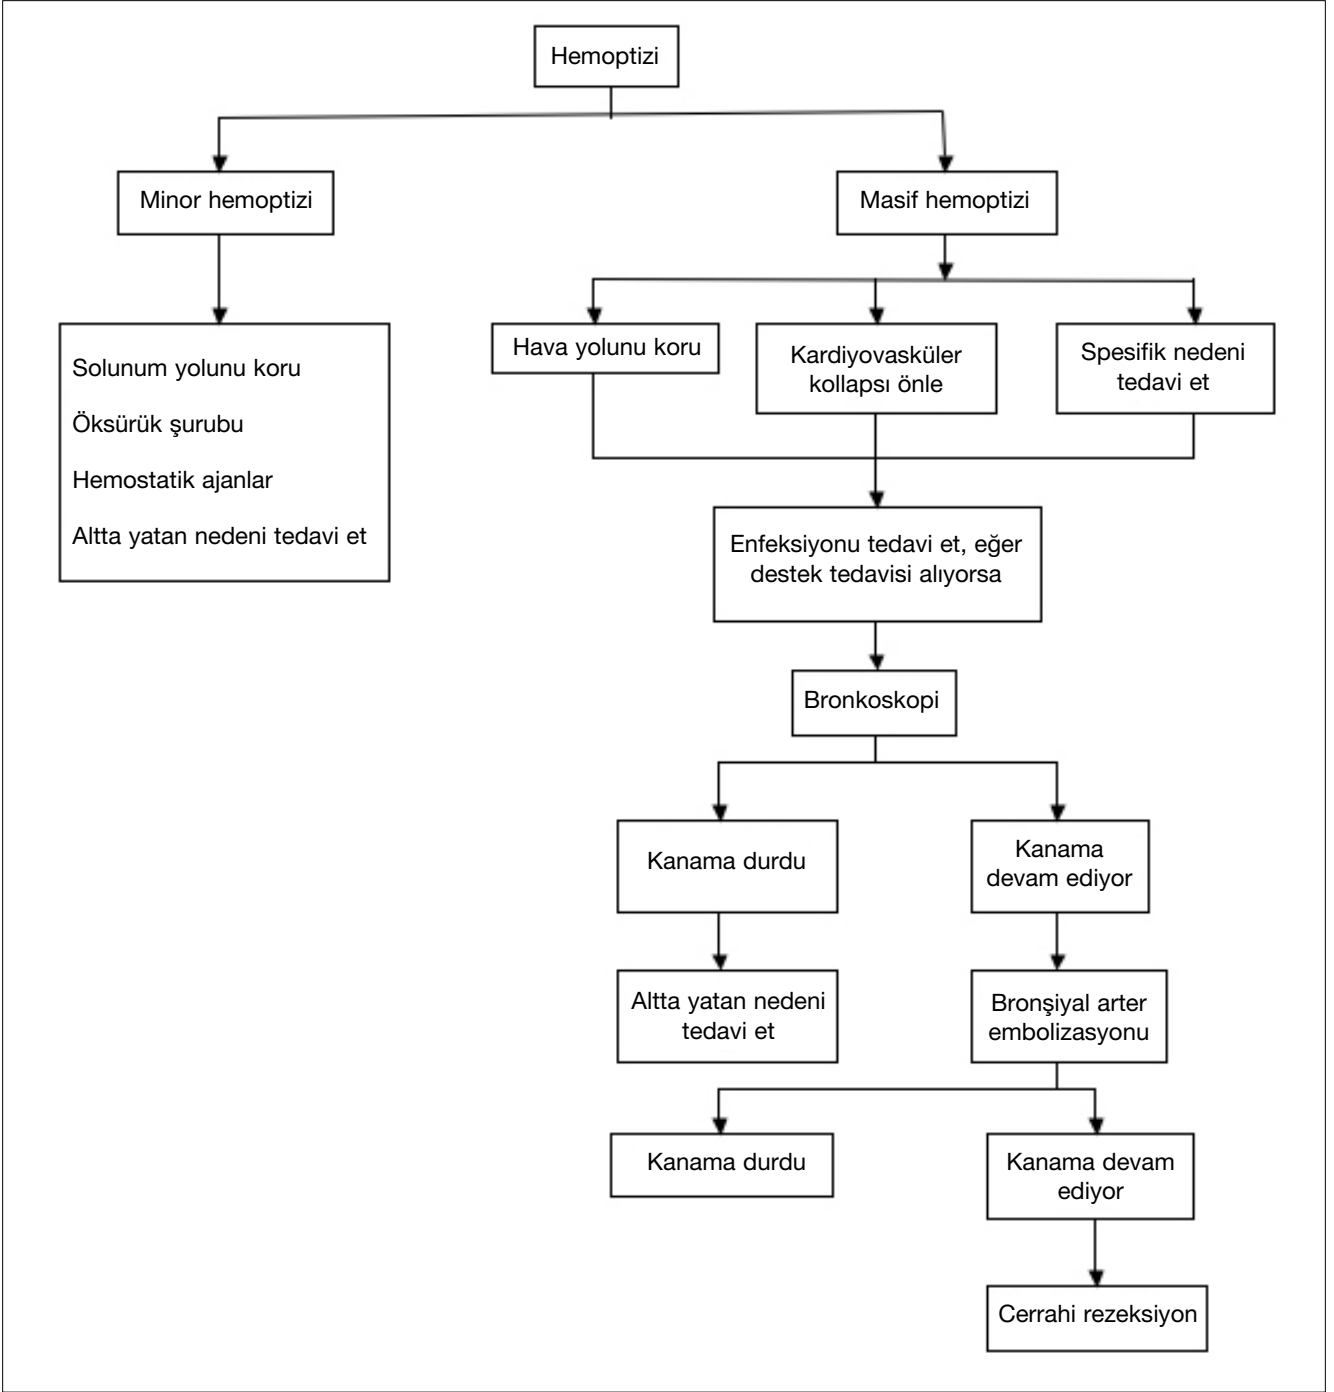 Hemoptizi
Minor hemoptizi
Masif hemoptizi
Solunum yolunu koru
Öksürük şurubu
Hemostatik ajanlar
Altta yatan nedeni tedavi et
Hava yolunu koru
Kardiyovasküler
kollapsı önle
Spesifik nedeni
tedavi et
Enfeksiyonu tedavi et, eğer
destek tedavisi alıyorsa
Bronkoskopi
Kanama durdu
Kanama
devam ediyor
Altta yatan nedeni
tedavi et
Bronşiyal arter
embolizasyonu
Kanama durdu
Kanama devam
ediyor
Cerrahi rezeksiyon